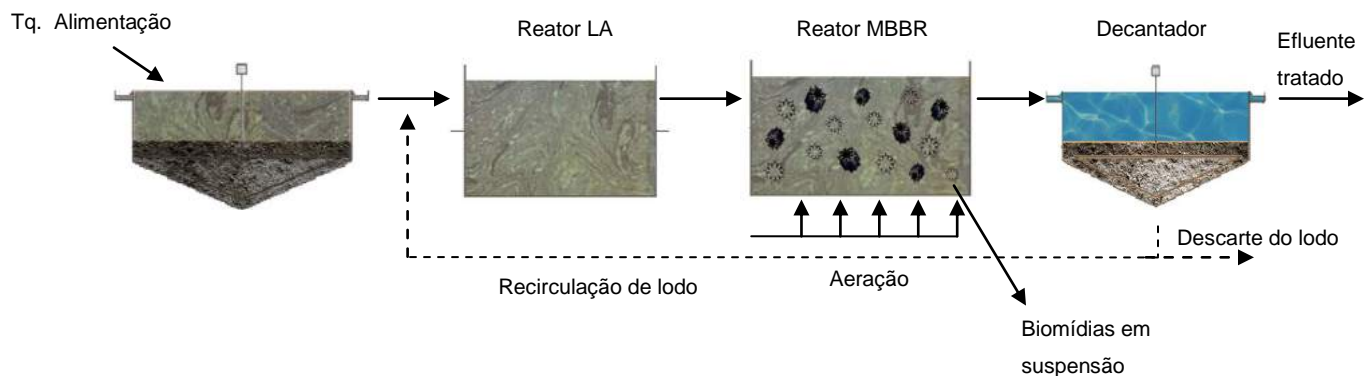 Tq. Alimentação
Reator LA
Reator MBBR
Decantador
Efluente
tratado
Descarte do lodo
Recirculação de lodo
Aeração
Biomídias em
suspensão